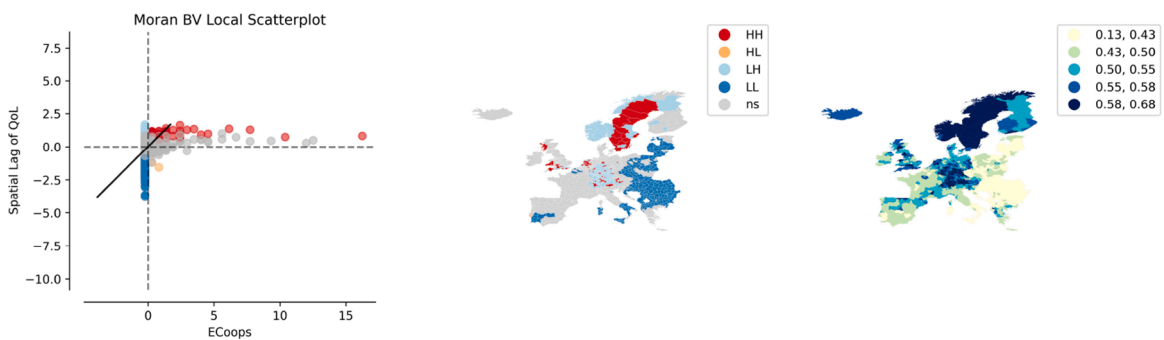 Moran BV Local Scatterplot
7.5
5.0
2.5
0.0
−2.5
−5.0
−7.5
−10.0
Spatial Lag of QoL
0
5
10
15
ECoops
HH
HL
LH
LL
ns
0.13, 0.43
0.43, 0.50
0.50, 0.55
0.55, 0.58
0.58, 0.68